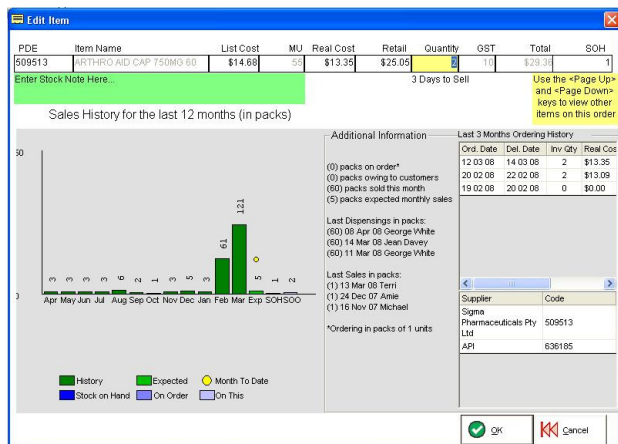 Edit Item
PDE Item Name List Cost MU Real Cost Retail Quantity GST Total SOH
509513 ARTHRO AID CAP 750MG 60 $14.68 55 $13.35 $25.05 2 10 $29.36 1
Enter Stock Note Here...
3 Days to Sell
Use the <Page Up>
and <Page Down>
keys to view other
items on this order
Sales History for the last 12 months (in packs)
50
0
3 3 3 3 6 2 1 3 5 3 61 121 5 1 2
Apr May Jun Jul Aug Sep Oct Nov Dec Jan Feb Mar Exp SOH SOO
History Expected Month To Date
Stock on Hand On Order On This
Additional Information
(0) packs on order*
(0) packs owing to customers
(60) packs sold this month
(5) packs expected monthly sales
Last Dispensings in packs:
(60) 08 Apr 08 George White
(60) 14 Mar 08 Jean Davey
(60) 11 Mar 08 George White
Last Sales in packs:
(1) 13 Mar 08 Terri
(1) 24 Dec 07 Amie
(1) 16 Nov 07 Michael
*Ordering in packs of 1 units
Last 3 Months Ordering History
Ord. Date Del. Date Inv Qty Real Cos
12 03 08 14 03 08 2 $13.35
20 02 08 22 02 08 2 $13.09
19 02 08 20 02 08 0 $0.00
Supplier Code
Sigma
Pharmaceuticals Pty 509513
Ltd
API 636185
OK Cancel